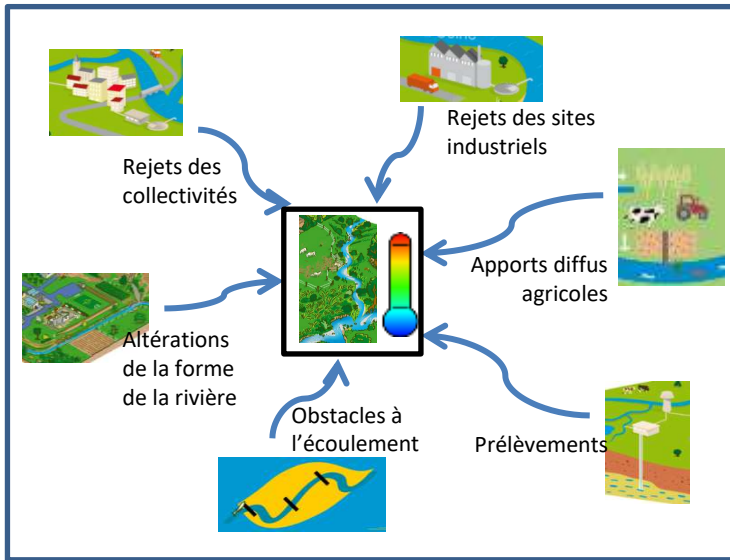 Rejets des sites
industriels
Rejets des
collectivités
Apports diffus
agricoles
Altérations
de la forme
de la rivière
Obstacles à
l’écoulement
Prélèvements